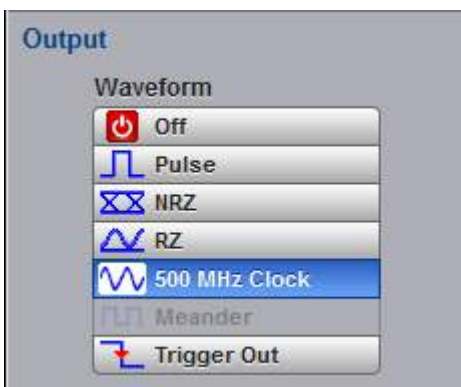 Output
Waveform
Off
Pulse
NRZ
RZ
500 MHz Clock
Meander
Trigger Out